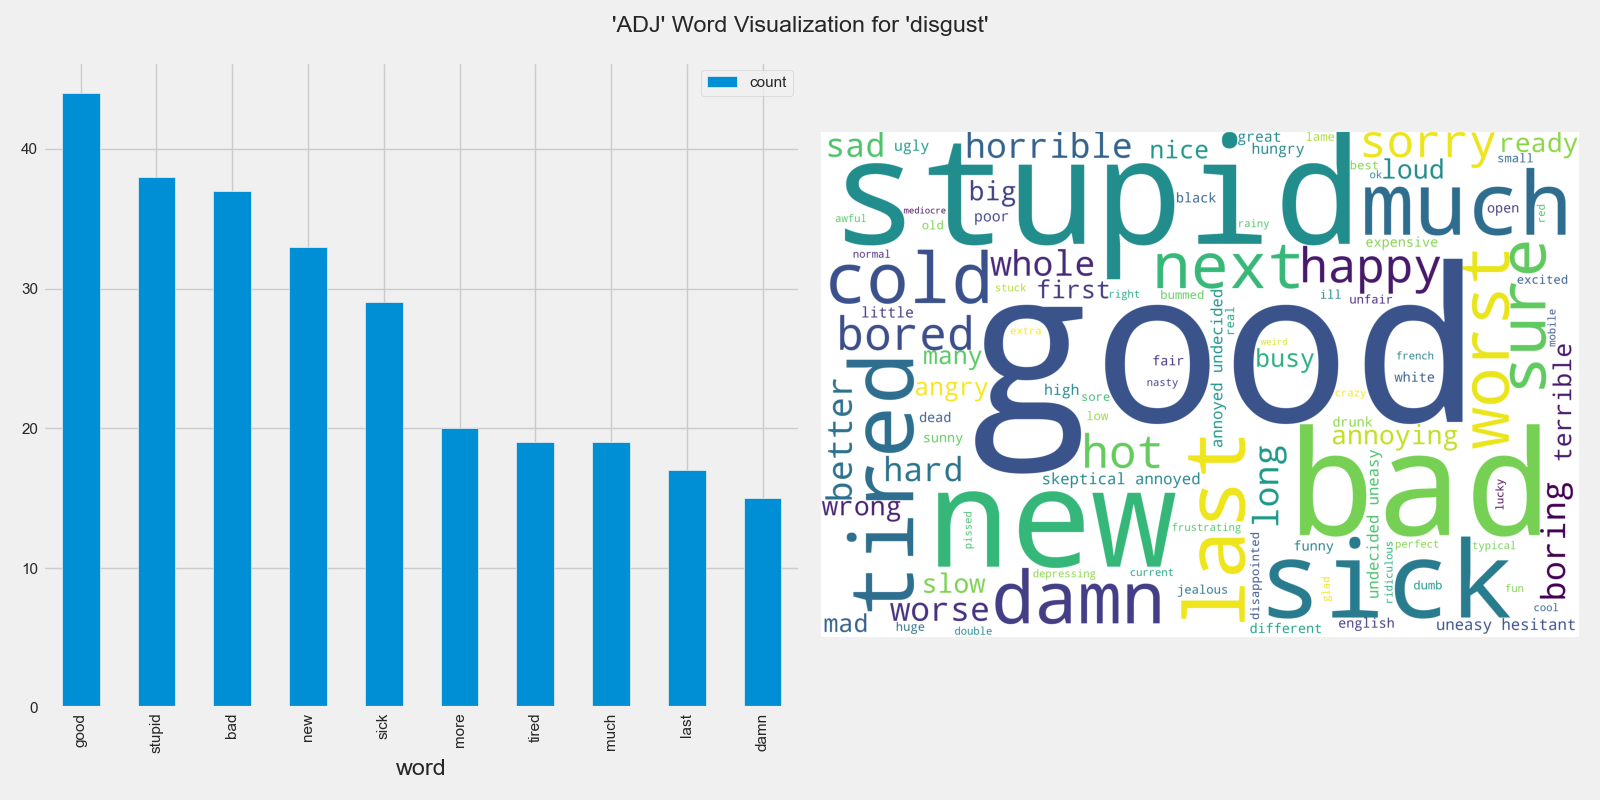 'ADJ' Word Visualization for 'disgust'
count
40
30
20
10
0
good
stupid
bad
new
sick
more
tired
much
last
damn
word
sad
ugly
horrible
nice
great
hungry
lame
sorry
ready
stupid
best
ok
loud
small
big
black
much
open
red
awful
mediocre
old
poor
rainy
expensive
normal
cold
whole
next
happy
worst
sure
excited
stuck
first
right
bummed
ill
unfair
little
bored
good
extra
annoyed undecided
real
weird
mobile
many
fair
busy
french
terrible
angry
high
nasty
white
better
tired
dead
sore
low
crazy
sunny
hot
drunk
annoying
hard
skeptical annoyed
last
long
bad
undecided uneasy
lucky
wrong
new
pissed
frustrating
boring
funny
perfect
typical
sick
slow
depressing
current
disappointed
ridiculous
worse
damn
jealous
glad
dumb
fun
cool
mad
huge
double
different
english
uneasy hesitant